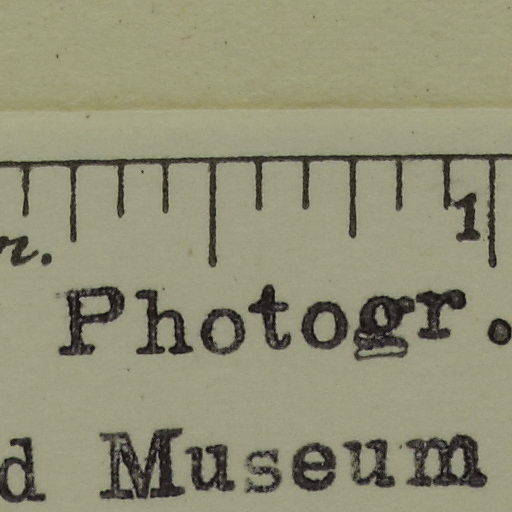 r. 1
Photogr.
d Museum